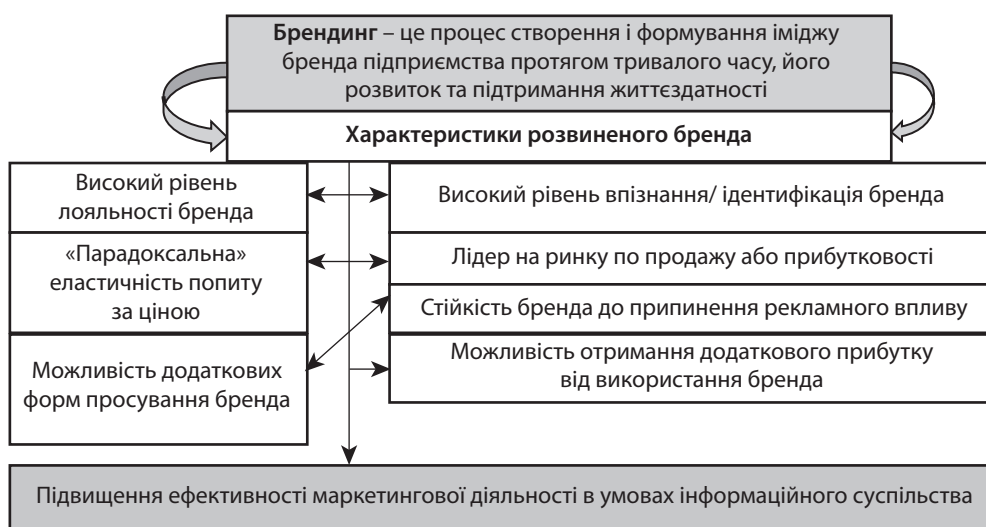 Брендинг – це процес створення і формування іміджу
бренда підприємства протягом тривалого часу, його
розвиток та підтримання життєздатності
Характеристики розвиненого бренда
Високий рівень
лояльності бренда
Високий рівень впізнання/ ідентифікація бренда
«Парадоксальна»
еластичність попиту
за ціною
Лідер на ринку по продажу або прибутковості
Стійкість бренда до припинення рекламного впливу
Можливість додаткових
форм просування бренда
Можливість отримання додаткового прибутку
від використання бренда
Підвищення ефективності маркетингової діяльності в умовах інформаційного суспільства